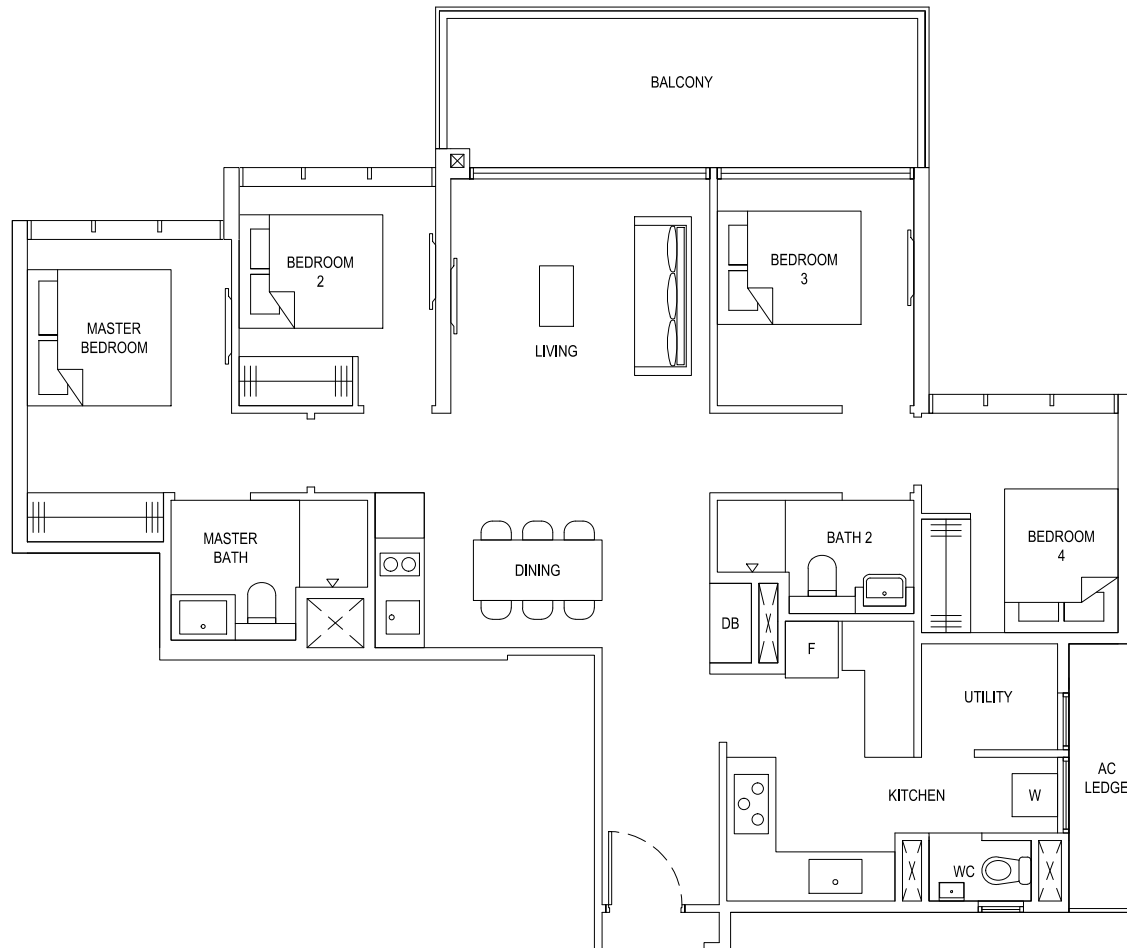 BALCONY
BEDROOM
2
BEDROOM
3
MASTER
BEDROOM
LIVING
MASTER
BATH
DINING
BATH 2
BEDROOM
4
DB
F
UTILITY
AC
LEDGE
KITCHEN
W
WC